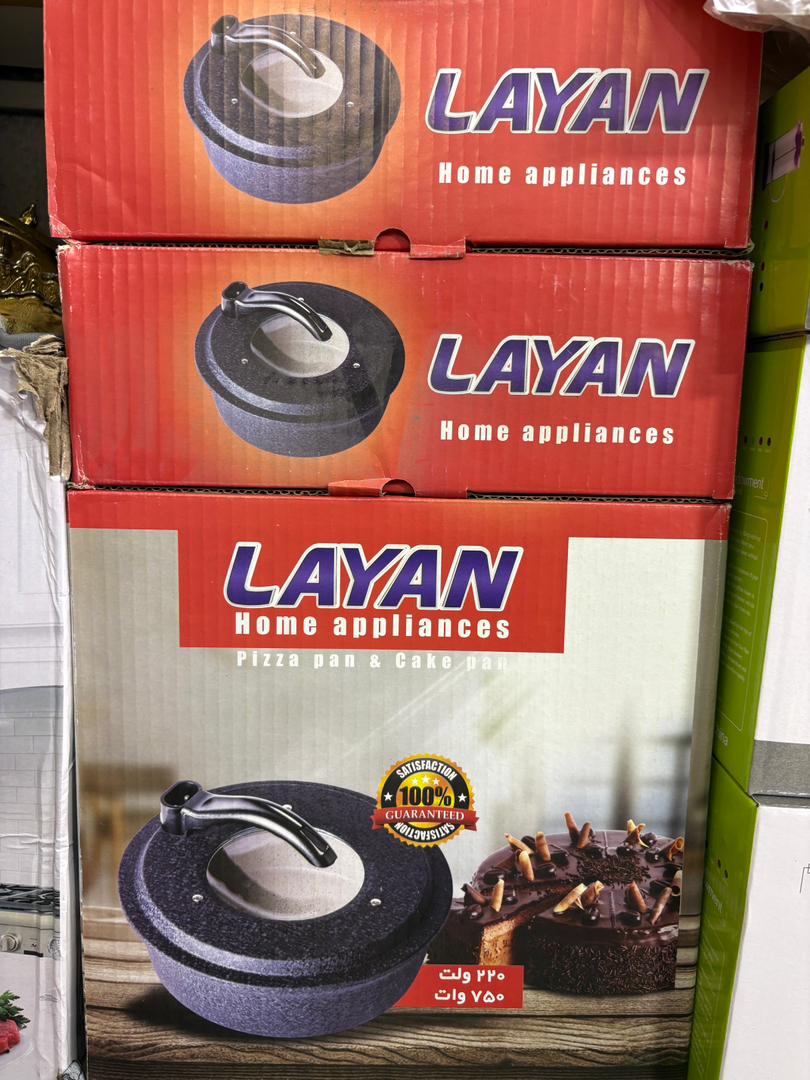 LAYAN
Home appliances
LAYAN
Home appliances
LAYAN
Home appliances
Pizza pan & Cake pan
SATISFACTION
100%
GUARANTEED
SATISFACTION
۲۲۰ ولت
۷۵۰ وات